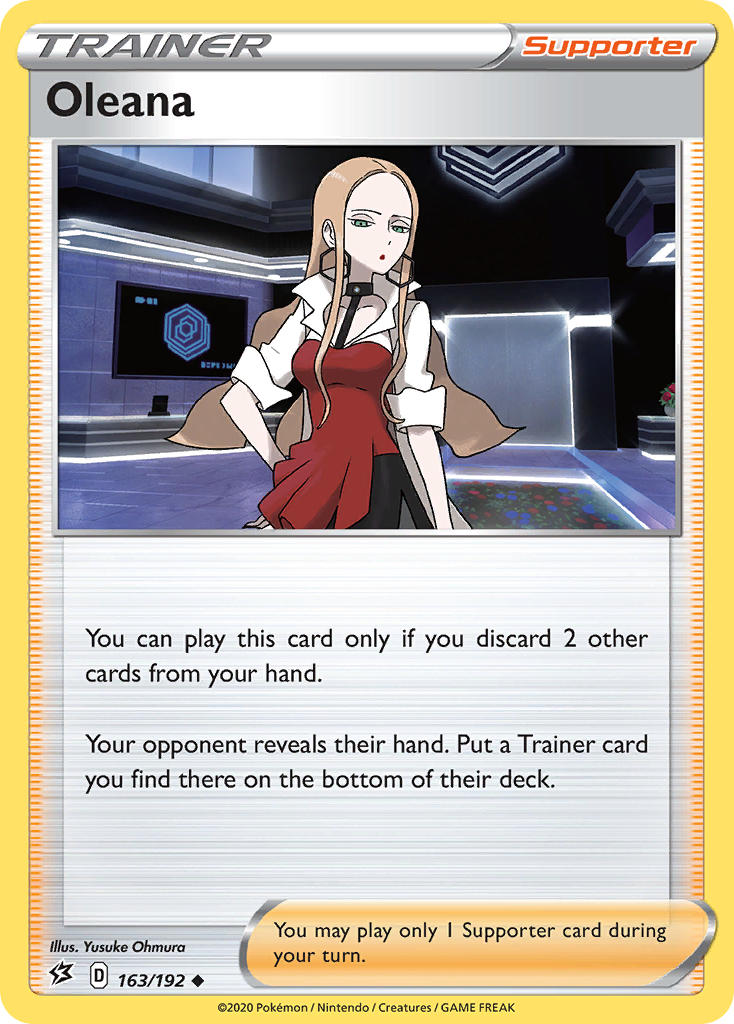 TRAINER
Supporter
Oleana
You can play this card only if you discard 2 other
cards from your hand.
Your opponent reveals their hand. Put a Trainer card
you find there on the bottom of their deck.
You may play only 1 Supporter card during
your turn.
Illus. Yusuke Ohmura
D 163/192
©2020 Pokémon / Nintendo / Creatures / GAME FREAK